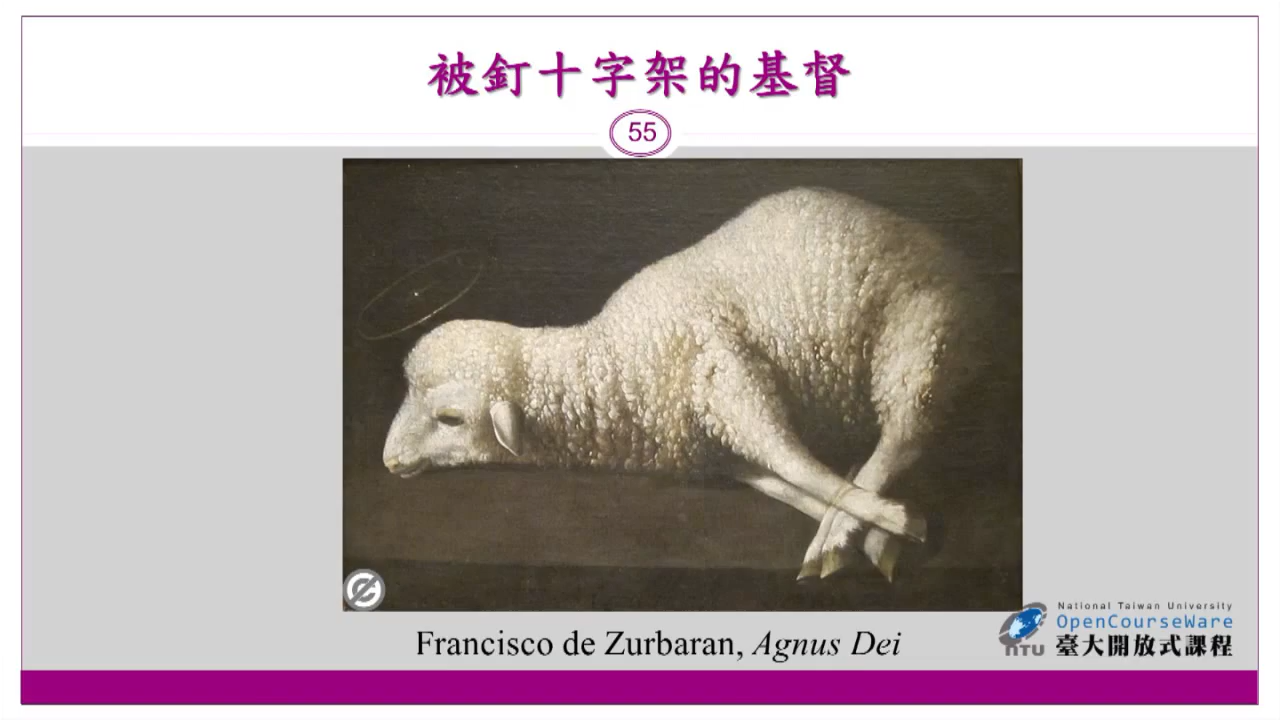 被釘十字架的基督
55
Francisco de Zurbaran, Agnus Dei
National Taiwan University
OpenCourseWare
NTU 臺大開放式課程